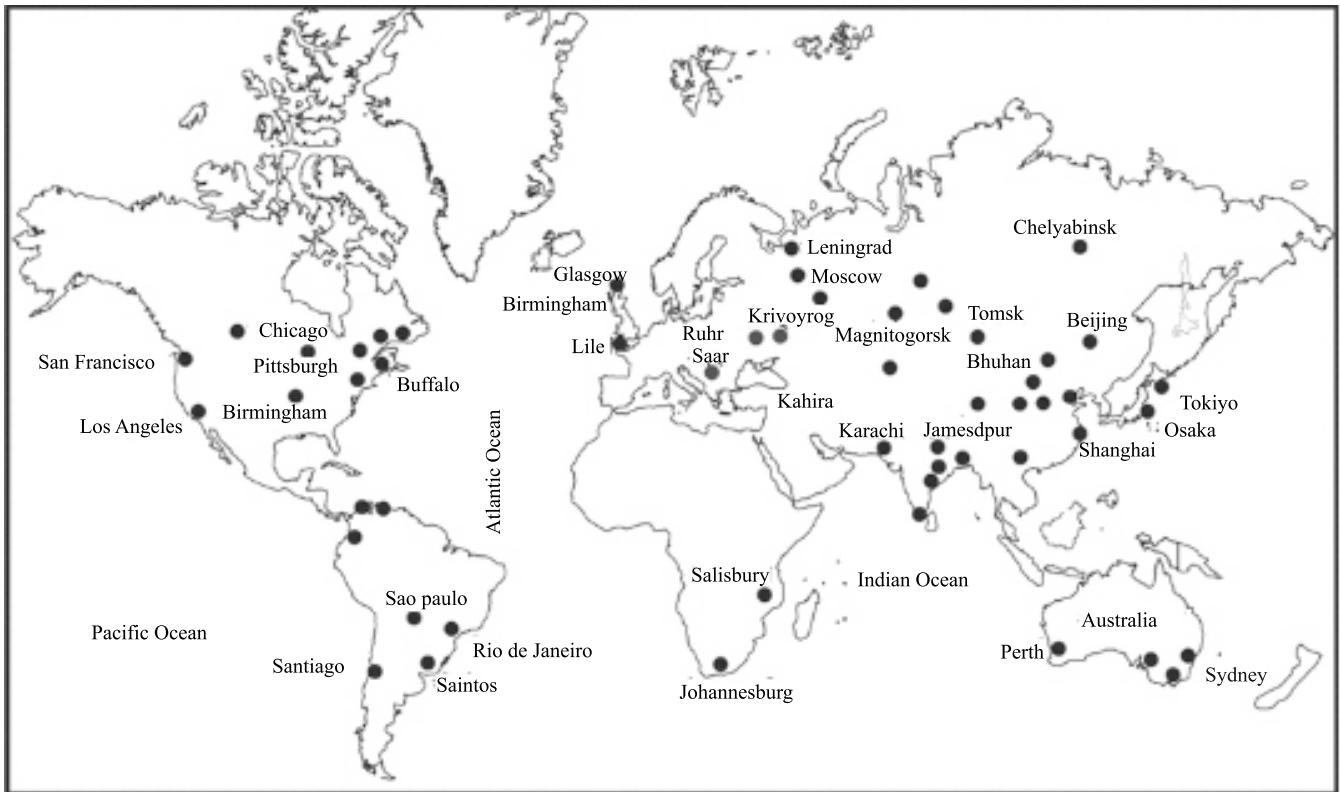 Chelyabinsk
Leningrad
Glasgow
Moscow
Birmingham
Krivoyrog
Tomsk
Beijing
Chicago
Ruhr
Magnitogorsk
San Francisco
Pittsburgh
Lile
Saar
Bhuhan
Buffalo
Birmingham
Kahira
Tokiyo
Los Angeles
Karachi
Jamesdpur
Osaka
Shanghai
Atlantic Ocean
Salisbury
Indian Ocean
Sao paulo
Australia
Pacific Ocean
Rio de Janeiro
Perth
Santiago
Saintos
Sydney
Johannesburg